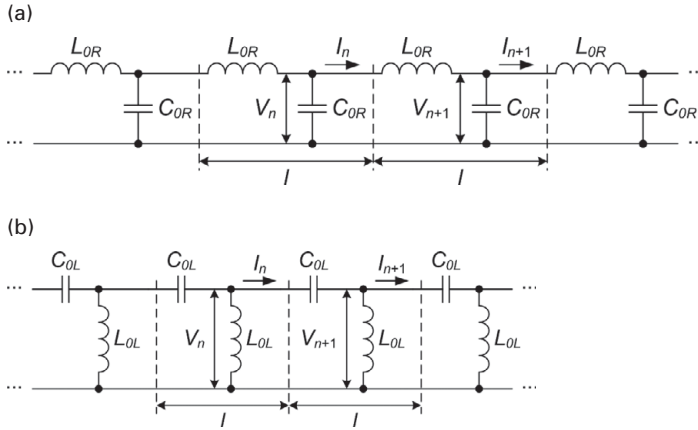 (a)
L0R L0R In L0R In+1 L0R
... ...
C0R Vn C0R Vn+1 C0R C0R
... ...
l l
(b)
C0L C0L In C0L In+1 C0L
... ...
L0L Vn L0L Vn+1 L0L L0L
... ...
l l